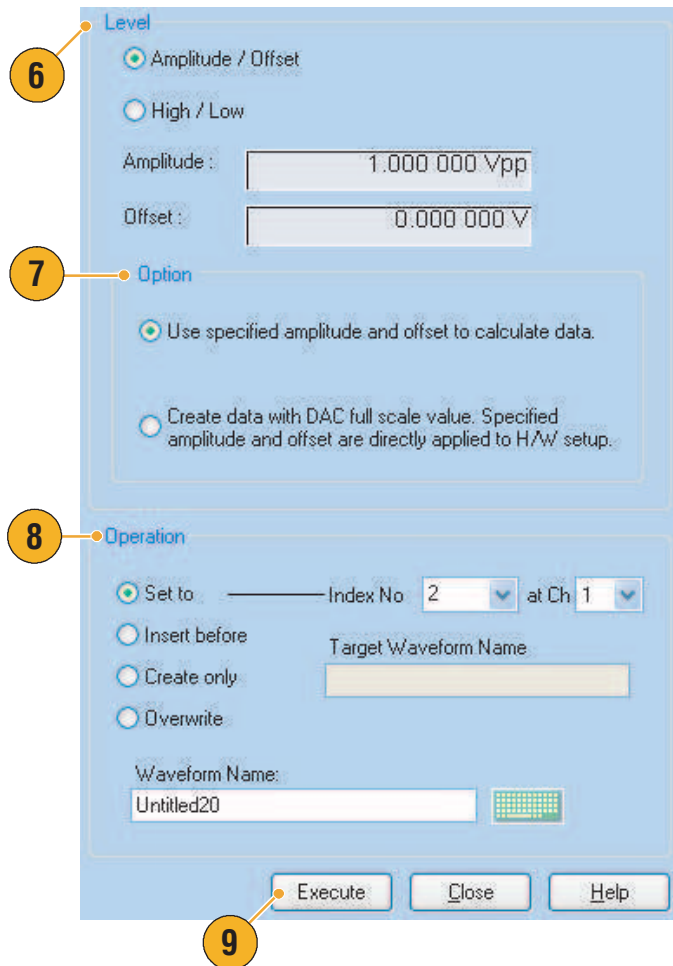 Level
6
Amplitude / Offset
High / Low
Amplitude : 1.000 000 Vpp
Offset : 0.000 000 V
7
Option
Use specified amplitude and offset to calculate data.
Create data with DAC full scale value. Specified
amplitude and offset are directly applied to H/W setup.
8
Operation
Set to Index No 2 at Ch 1
Insert before
Target Waveform Name
Create only
Overwrite
Waveform Name:
Untitled20
Execute Close Help
9